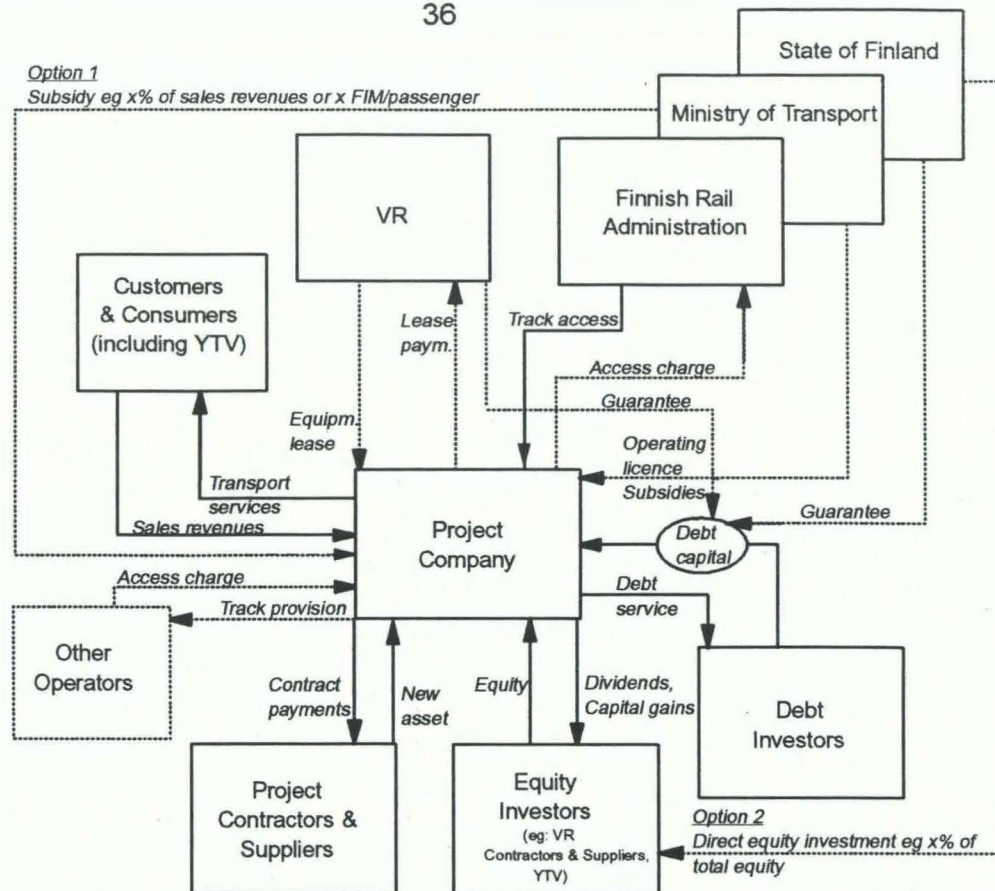 36
State of Finland
Option 1
Subsidy eg x% of sales revenues or x FIM/passenger
Ministry of Transport
VR
Finnish Rail
Administration
Customers
& Consumers
(including YTV)
Lease
paym.
Track access
Access charge
Guarantee
Equipm.
lease
Operating
licence
Subsidies
Transport
services
Sales revenues
Project
Company
Guarantee
Debt
capital
Access charge
Debt
service
Track provision
Other
Operators
Contract
payments
New
asset
Equity
Dividends,
Capital gains
Debt
Investors
Project
Contractors &
Suppliers
Equity
Investors
(eg: VR
Contractors & Suppliers,
YTV)
Option 2
Direct equity investment eg x% of
total equity